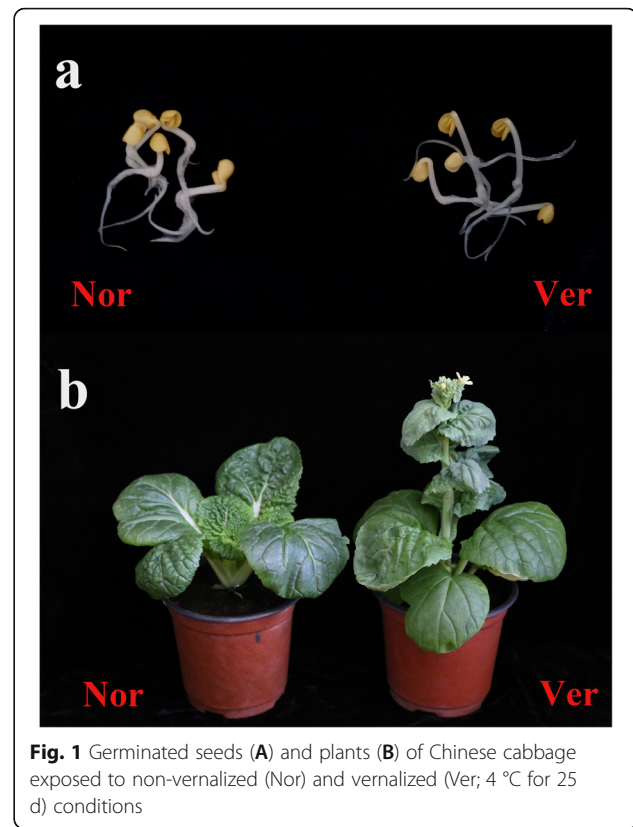 a
Nor Ver
b
Nor Ver
Fig. 1 Germinated seeds (A) and plants (B) of Chinese cabbage
exposed to non-vernalized (Nor) and vernalized (Ver; 4 °C for 25
d) conditions